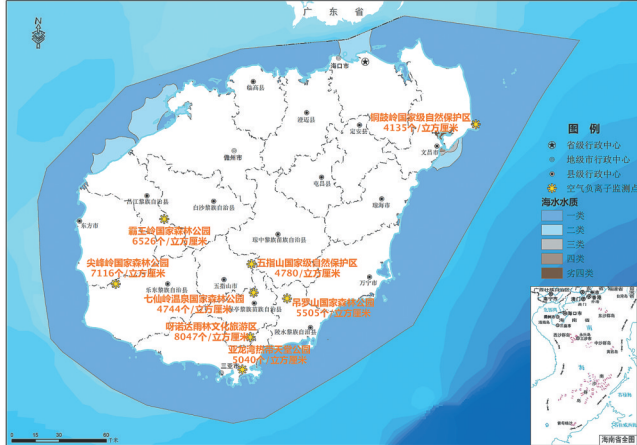 广 东 省
N
海口市
临高县
澄迈县
铜鼓岭国家级自然保护区
4135个/立方厘米
定安县
文昌市
儋州市
屯昌县
琼海市
昌江黎族自治县
白沙黎族自治县
东方市
霸王岭国家森林公园
6526个/立方厘米
琼中黎族苗族自治县
尖峰岭国家森林公园
7116个/立方厘米
五指山国家级自然保护区
4780个/立方厘米
万宁市
乐东黎族自治县
五指山市
七仙岭温泉国家森林公园
4744个/立方厘米
吊罗山国家森林公园
5505个/立方厘米
亭黎族苗族自治县
呀诺达雨林文化旅游区
8047个/立方厘米
陵水黎族自治县
亚龙湾热带天堂公园
5040个/立方厘米
三亚市
图 例
省级行政中心
地级市行政中心
县级行政中心
空气负离子监测点
海水水质
一类
二类
三类
四类
劣四类
海南省全图
0 15 30 60
千米